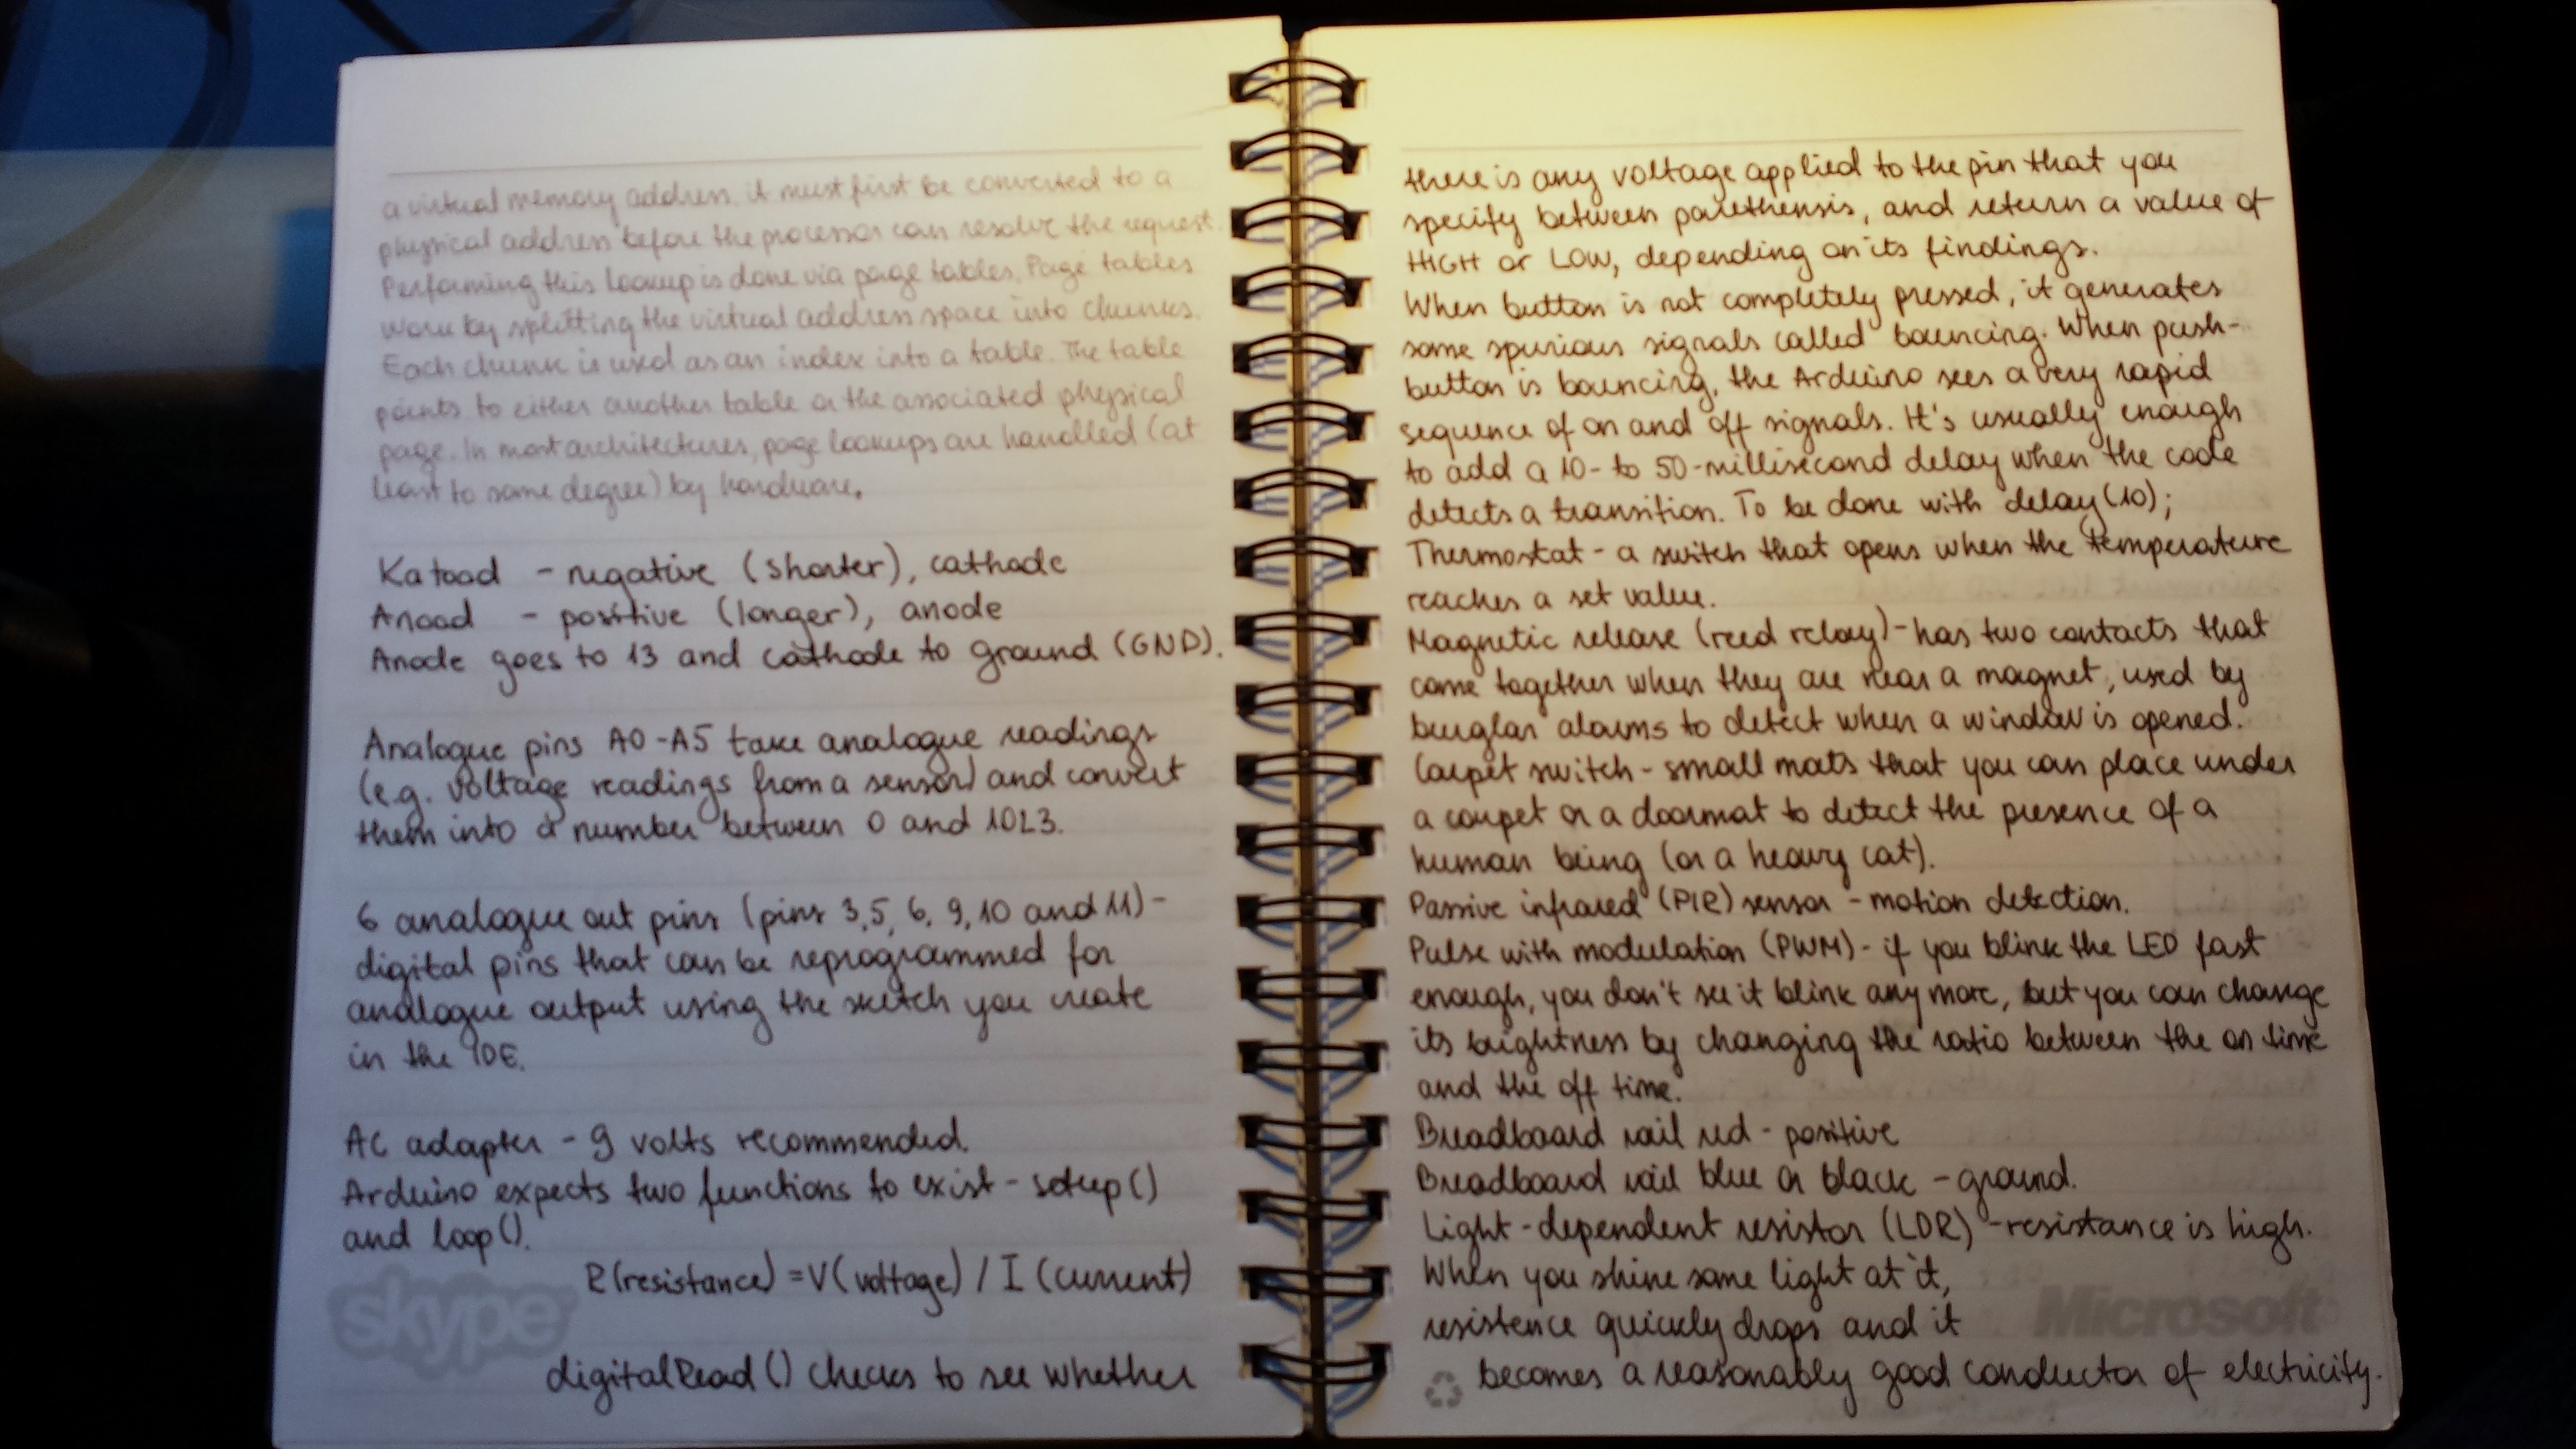 a virtual memory address, it must first be converted to a
physical address before the processor can resolve the request.
Performing this lookup is done via page tables. Page tables
work by splitting the virtual address space into chunks.
Each chunk is used as an index into a table. The table
points to either another table or the associated physical
page. In most architectures, page lookups are handled (at
least to some degree) by hardware.
Katood - negative (shorter), cathode
Anood - positive (longer), anode
Anode goes to 13 and cathode to ground (GND).
Analogue pins A0-A5 take analogue readings
(e.g. voltage readings from a sensor) and convert
them into a number between 0 and 1023.
6 analogue out pins (pins 3,5,6,9,10 and 11) -
digital pins that can be reprogrammed for
analogue output using the sketch you create
in the IDE.
AC adapter - 9 volts recommended.
Arduino expects two functions to exist - setup()
and loop().
R(resistance) = V(voltage) / I (current)
skype
digitalRead() checks to see whether
there is any voltage applied to the pin that you
specify between parethensis, and return a value of
HIGH or LOW, depending on its findings.
When button is not completely pressed, it generates
some spurious signals called bouncing. When push-
button is bouncing, the Arduino sees a very rapid
sequence of on and off signals. It's usually enough
to add a 10- to 50-millisecond delay when the code
detects a transition. To be done with delay(10);
Thermostat - a switch that opens when the temperature
reaches a set value.
Magnetic release (reed relay) - has two contacts that
come together when they are near a magnet, used by
burglar alarms to detect when a window is opened.
Carpet switch - small mats that you can place under
a carpet or a doormat to detect the presence of a
human being (or a heavy cat).
Passive infrared (PIR) sensor - motion detection.
Pulse with modulation (PWM) - if you blink the LED fast
enough, you don't see it blink any more, but you can change
its brightness by changing the ratio between the on time
and the off time.
Breadboard rail red - positive
Breadboard rail blue or black - ground.
Light-dependent resistor (LDR) - resistance is high.
When you shine some light at it,
resistence quickly drops and it
Microsoft
becomes a reasonably good conductor of electricity.